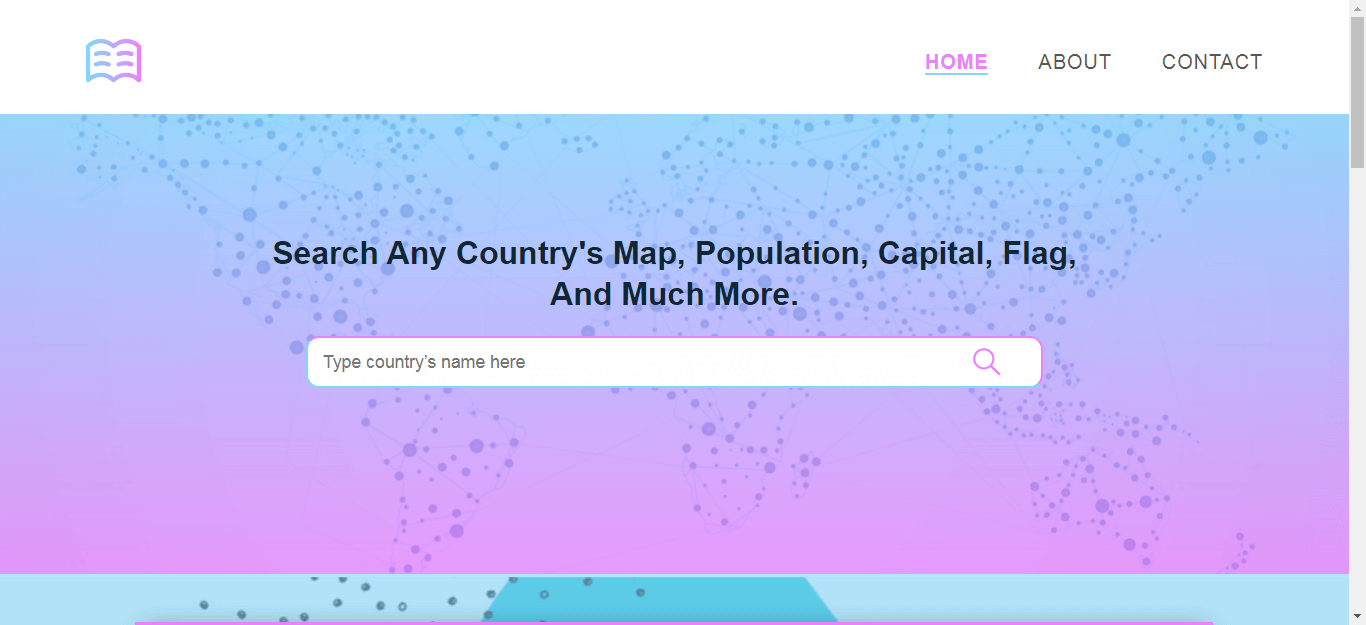 HOME
ABOUT
CONTACT
Search Any Country's Map, Population, Capital, Flag,
And Much More.
Type country’s name here